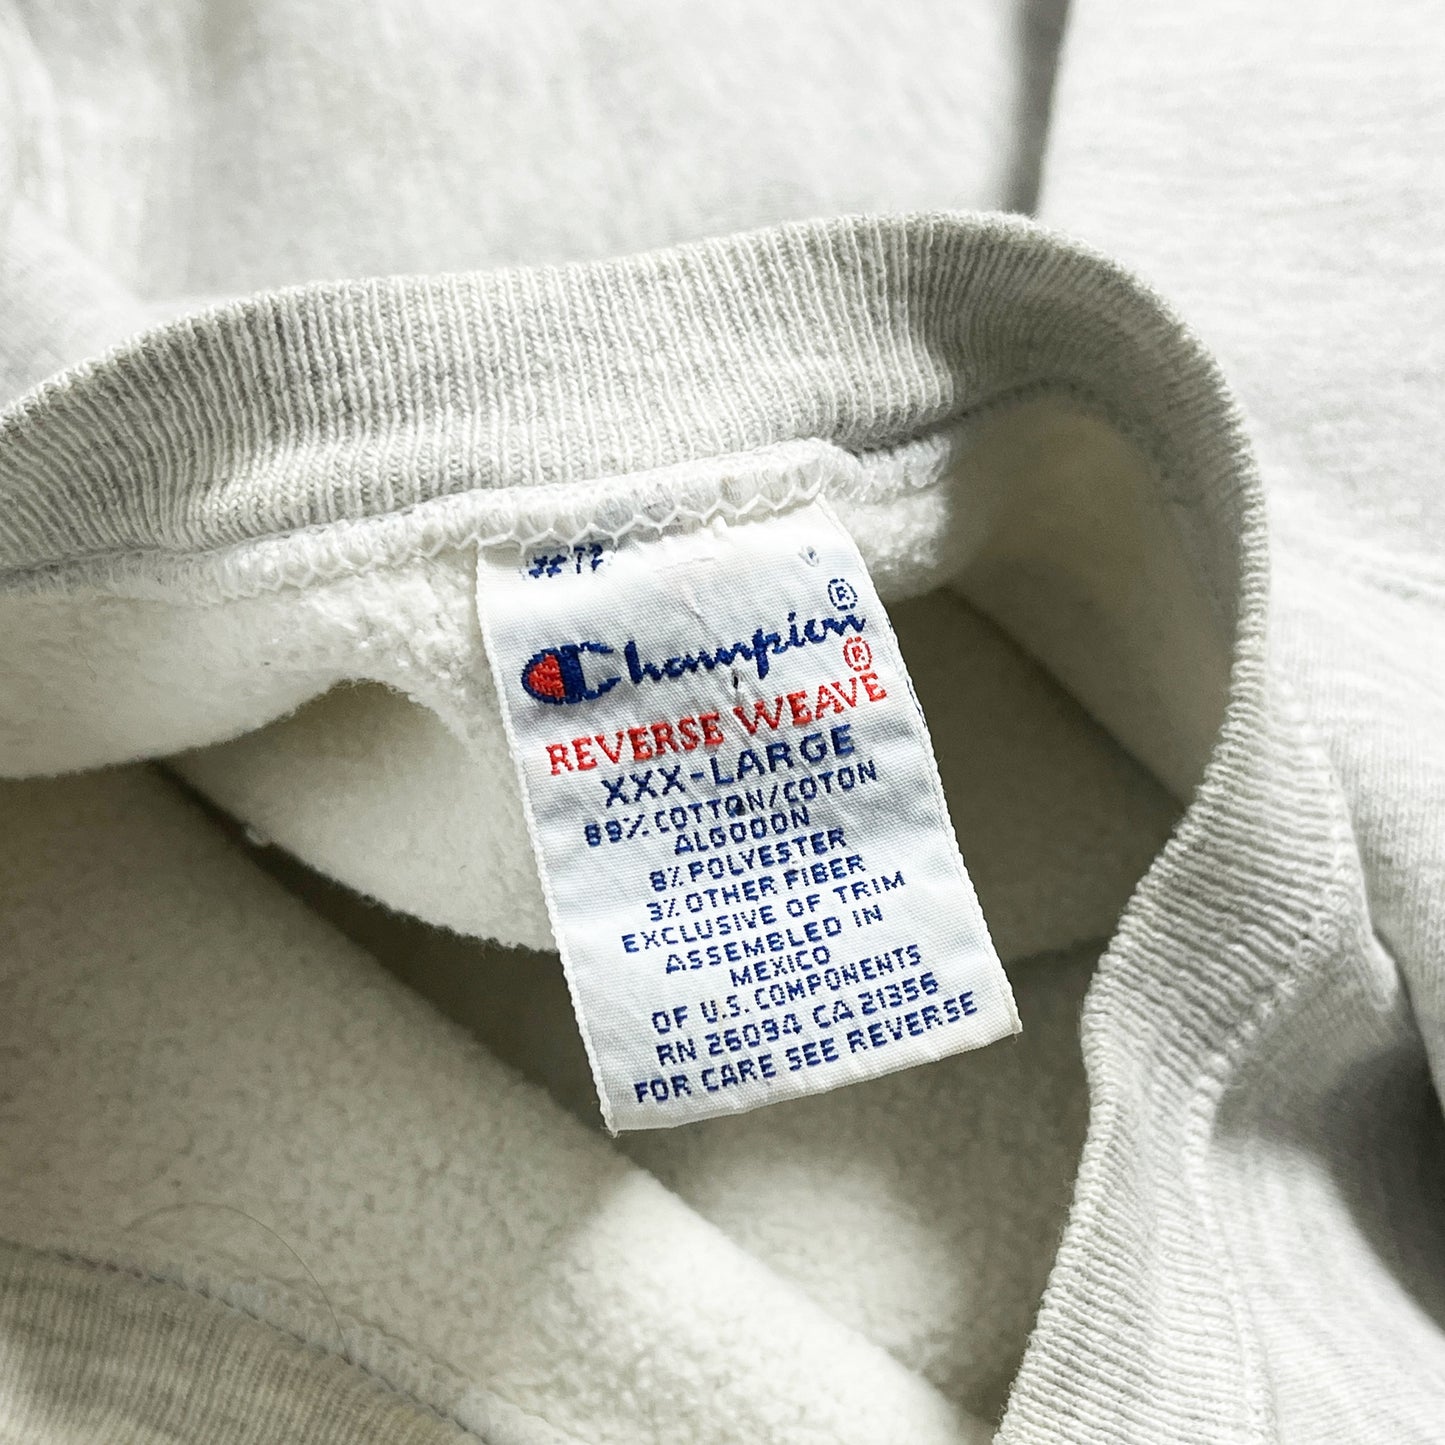 Champion®
REVERSE WEAVE®
XXX-LARGE
89% COTTON/COTON
ALGODON
8% POLYESTER
3% OTHER FIBER
EXCLUSIVE OF TRIM
ASSEMBLED IN
MEXICO
OF U.S. COMPONENTS
RN 26094 CA 21356
FOR CARE SEE REVERSE